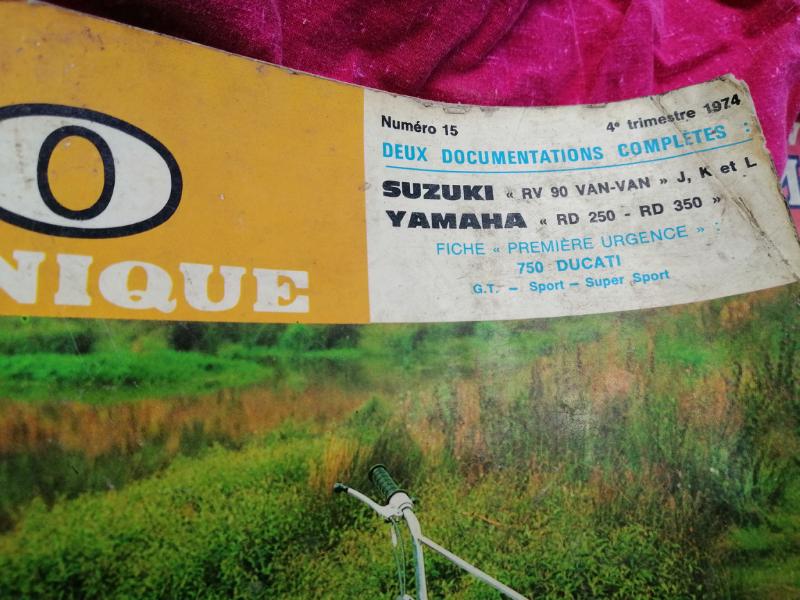 O
NIQUE
Numéro 15 4e trimestre 1974
DEUX DOCUMENTATIONS COMPLÈTES :
SUZUKI « RV 90 VAN-VAN » J, K et L
YAMAHA « RD 250 - RD 350 »
FICHE « PREMIÈRE URGENCE » :
750 DUCATI
G.T. – Sport – Super Sport